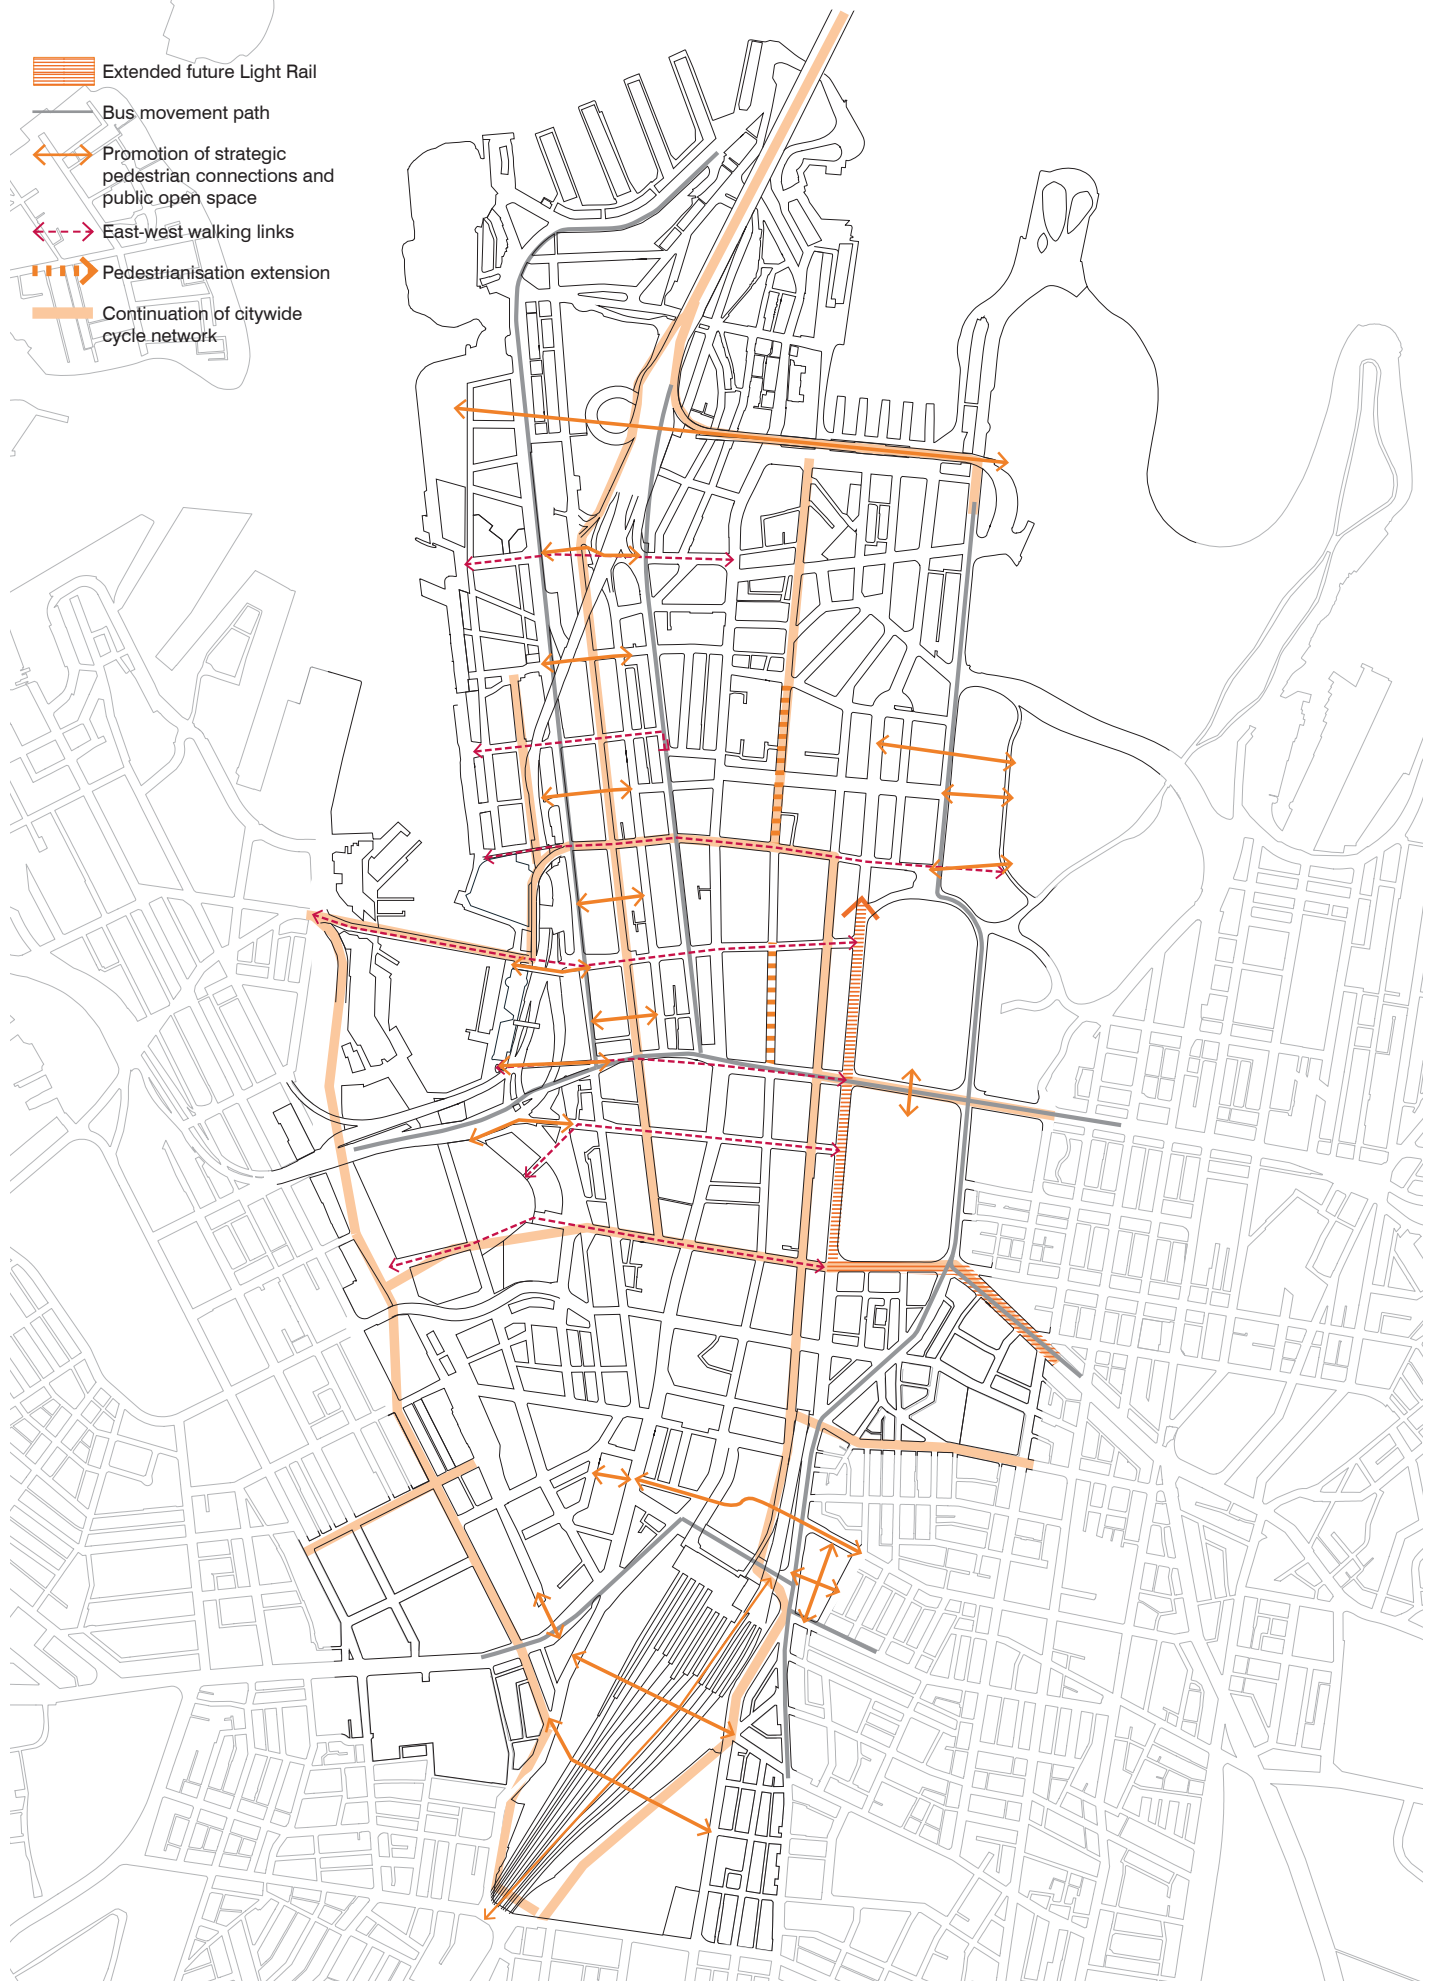 Extended future Light Rail
Bus movement path
Promotion of strategic
pedestrian connections and
public open space
East-west walking links
Pedestrianisation extension
Continuation of citywide
cycle network